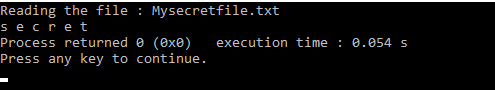 Reading the file : Mysecretfile.txt
s e c r e t
Process returned 0 (0x0)   execution time : 0.054 s
Press any key to continue.